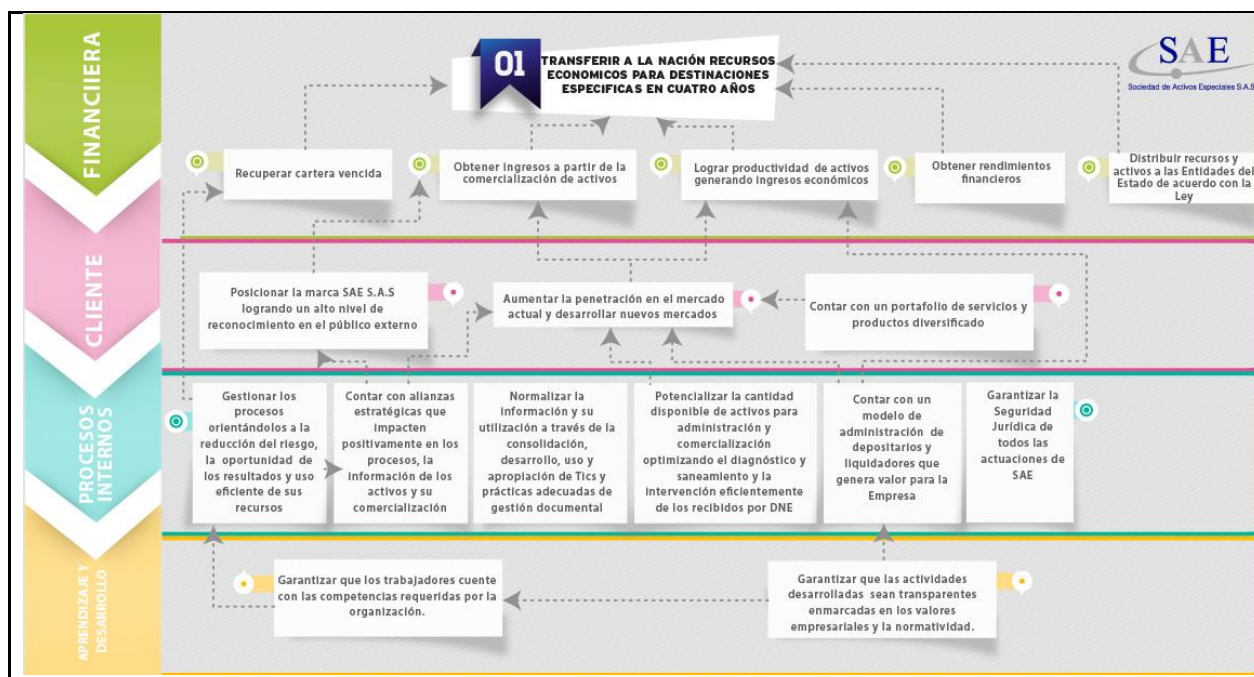 FINANCIIERA
01
TRANSFERIR A LA NACIÓN RECURSOS
ECONOMICOS PARA DESTINACIONES
ESPECIFICAS EN CUATRO AÑOS
SAE
Sociedad de Activos Especiales S.A.S
Recuperar cartera vencida
Obtener ingresos a partir de la
comercialización de activos
Lograr productividad de activos
generando ingresos económicos
Obtener rendimientos
financieros
Distribuir recursos y
activos a las Entidades del
Estado de acuerdo con la
Ley
CLIENTE
Posicionar la marca SAE S.A.S
logrando un alto nivel de
reconocimiento en el público externo
Aumentar la penetración en el mercado
actual y desarrollar nuevos mercados
Contar con un portafolio de servicios y
productos diversificado
PROCESOS
INTERNOS
Gestionar los
procesos
orientándolos a la
reducción del riesgo,
la oportunidad de
los resultados y uso
eficiente de sus
recursos
Contar con alianzas
estratégicas que
impacten
positivamente en los
procesos, la
información de los
activos y su
comercialización
Normalizar la
información y su
utilización a través de la
consolidación,
desarrollo, uso y
apropiación de Tics y
prácticas adecuadas de
gestión documental
Potencializar la cantidad
disponible de activos para
administración y
comercialización
optimizando el diagnóstico y
saneamiento y la
intervención eficientemente
de los recibidos por DNE
Contar con un
modelo de
administración de
depositarios y
liquidadores que
genera valor para la
Empresa
Garantizar la
Seguridad
Jurídica de
todos las
actuaciones de
SAE
APRENDIZAJE Y
DESARROLLO
Garantizar que los trabajadores cuente
con las competencias requeridas por la
organización.
Garantizar que las actividades
desarrolladas sean transparentes
enmarcadas en los valores
empresariales y la normatividad.